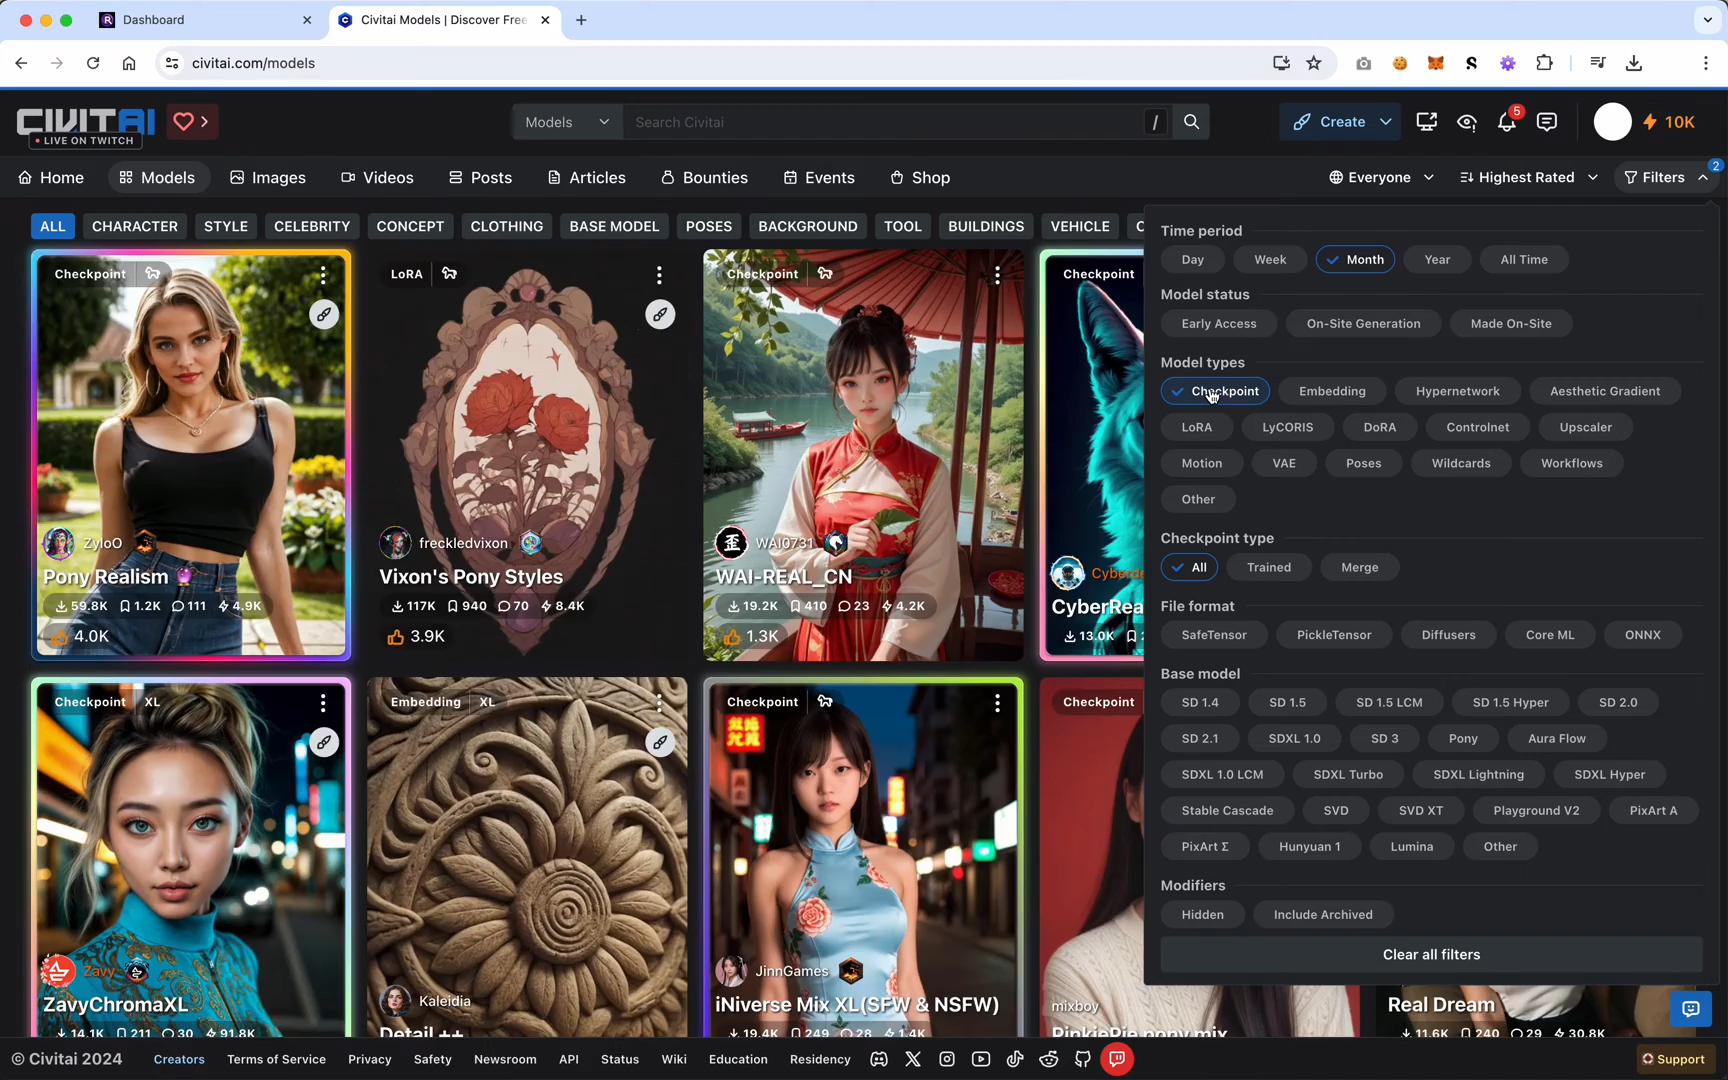 Dashboard
Civitai Models | Discover Free
civitai.com/models
CIVITAI
• LIVE ON TWITCH
Models
Search Civitai
/
Create
5
10K
Home
Models
Images
Videos
Posts
Articles
Bounties
Events
Shop
Everyone
Highest Rated
Filters
2
ALL
CHARACTER
STYLE
CELEBRITY
CONCEPT
CLOTHING
BASE MODEL
POSES
BACKGROUND
TOOL
BUILDINGS
VEHICLE
Checkpoint
ZyloO
Pony Realism 🔮
59.8K 1.2K 111 4.9K
4.0K
LoRA
freckledvixon
Vixon's Pony Styles
117K 940 70 8.4K
3.9K
Checkpoint
歪
WAI0731
WAI-REAL_CN
19.2K 410 23 4.2K
1.3K
Checkpoint
Cyberde
CyberRea
13.0K
Checkpoint XL
Zavy
ZavyChromaXL
14.1K 211 30 91.8K
Embedding XL
Kaleidia
Detail ++
Checkpoint
JinnGames
iNiverse Mix XL(SFW & NSFW)
19.4K 249 28 1.4K
Checkpoint
mixboy
PinkiePie pony mix
Real Dream
11.6K 240 29 30.8K
Time period
Day
Week
Month
Year
All Time
Model status
Early Access
On-Site Generation
Made On-Site
Model types
Checkpoint
Embedding
Hypernetwork
Aesthetic Gradient
LoRA
LyCORIS
DoRA
Controlnet
Upscaler
Motion
VAE
Poses
Wildcards
Workflows
Other
Checkpoint type
All
Trained
Merge
File format
SafeTensor
PickleTensor
Diffusers
Core ML
ONNX
Base model
SD 1.4
SD 1.5
SD 1.5 LCM
SD 1.5 Hyper
SD 2.0
SD 2.1
SDXL 1.0
SD 3
Pony
Aura Flow
SDXL 1.0 LCM
SDXL Turbo
SDXL Lightning
SDXL Hyper
Stable Cascade
SVD
SVD XT
Playground V2
PixArt A
PixArt Σ
Hunyuan 1
Lumina
Other
Modifiers
Hidden
Include Archived
Clear all filters
© Civitai 2024
Creators
Terms of Service
Privacy
Safety
Newsroom
API
Status
Wiki
Education
Residency
Support